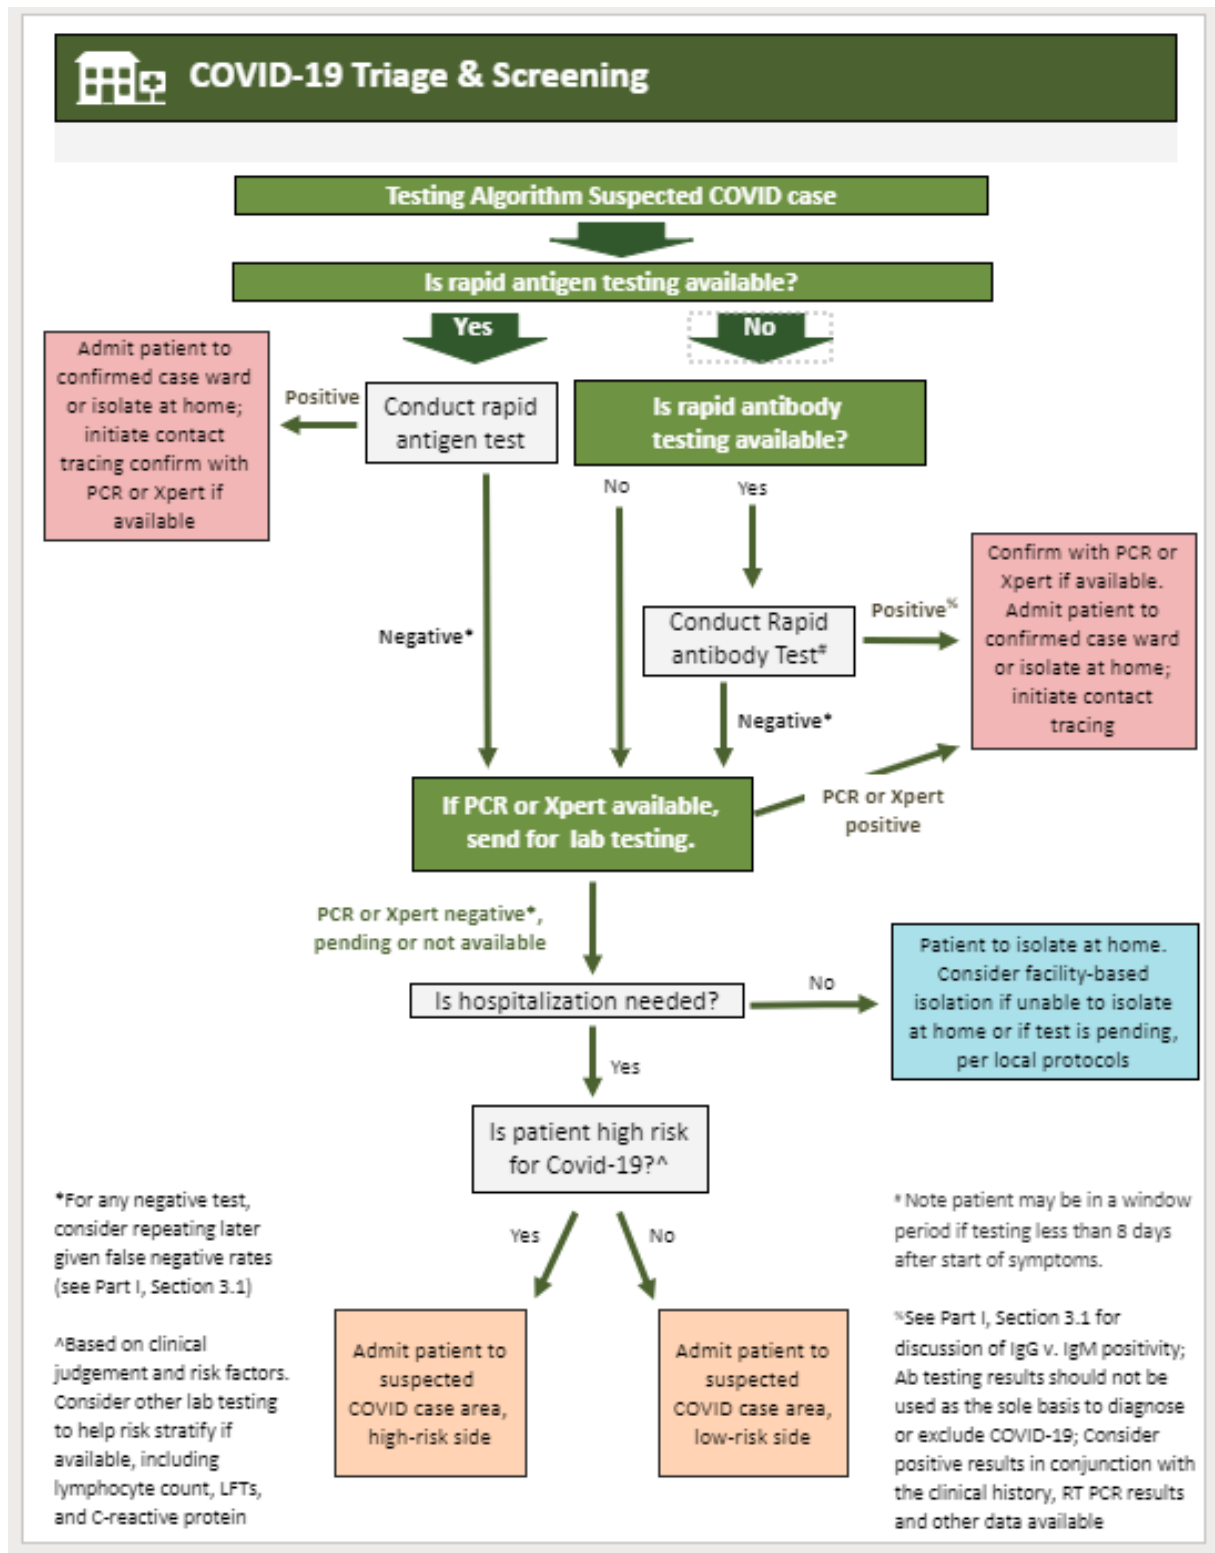 COVID-19 Triage & Screening
Testing Algorithm Suspected COVID case
Is rapid antigen testing available?
Yes
No
Admit patient to
confirmed case ward
or isolate at home;
initiate contact
tracing confirm with
PCR or Xpert if
available
Positive
Conduct rapid
antigen test
Is rapid antibody
testing available?
No
Yes
Negative*
Conduct Rapid
antibody Test#
Positive%
Confirm with PCR or
Xpert if available.
Admit patient to
confirmed case ward
or isolate at home;
initiate contact
tracing
Negative*
If PCR or Xpert available,
send for lab testing.
PCR or Xpert
positive
PCR or Xpert negative*,
pending or not available
Is hospitalization needed?
No
Patient to isolate at home.
Consider facility-based
isolation if unable to isolate
at home or if test is pending,
per local protocols
Yes
Is patient high risk
for Covid-19?^
Yes
No
Admit patient to
suspected
COVID case area,
high-risk side
Admit patient to
suspected
COVID case area,
low-risk side
*For any negative test,
consider repeating later
given false negative rates
(see Part I, Section 3.1)
^Based on clinical
judgement and risk factors.
Consider other lab testing
to help risk stratify if
available, including
lymphocyte count, LFTs,
and C-reactive protein
# Note patient may be in a window
period if testing less than 8 days
after start of symptoms.
%See Part I, Section 3.1 for
discussion of IgG v. IgM positivity;
Ab testing results should not be
used as the sole basis to diagnose
or exclude COVID-19; Consider
positive results in conjunction with
the clinical history, RT PCR results
and other data available